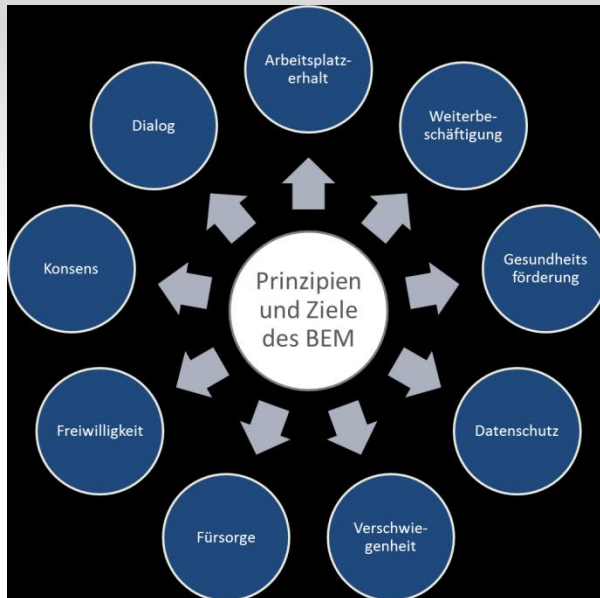 Prinzipien
und Ziele
des BEM
Arbeitsplatz-
erhalt
Weiterbe-
schäftigung
Gesundheits
förderung
Datenschutz
Verschwie-
genheit
Fürsorge
Freiwilligkeit
Konsens
Dialog